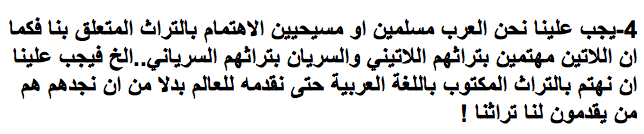 4-يجب علينا نحن العرب مسلمين او مسيحيين الاهتمام بالتراث المتعلق بنا فكما
ان اللاتين مهتمين بتراثهم اللاتيني والسريان بتراثهم السرياني..الخ فيجب علينا
ان نهتم بالتراث المكتوب باللغة العربية حتى نقدمه للعالم بدلا من ان نجدهم هم
من يقدمون لنا تراثنا !